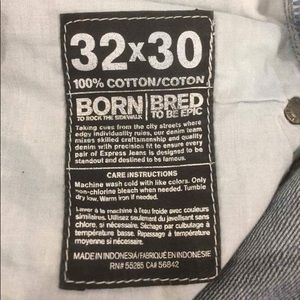 32x30
100% COTTON/COTON
BORN BRED
TO ROCK THE SIDEWALK TO BE EPIC
Taking cues from the city streets where
edgy individuality rules, our denim team
mixes skilled craftsmanship and quality
denim with precision fit to ensure every
pair of Express Jeans is designed to be
standout and destined to be famous.
CARE INSTRUCTIONS
Machine wash cold with like colors. Only
non-chlorine bleach when needed. Tumble
dry low. Warm iron if needed.
Laver à la machine à l'eau froide avec couleurs
similaires. Utilisez seulement du javellisant sans
chlore, si nécessaire. Séchage par culbutage à
température basse. Repassage à température
moyenne si nécessaire.
MADE IN INDONESIA/FABRIQUÉ EN INDONÉSIE
RN# 55285 CA# 56842